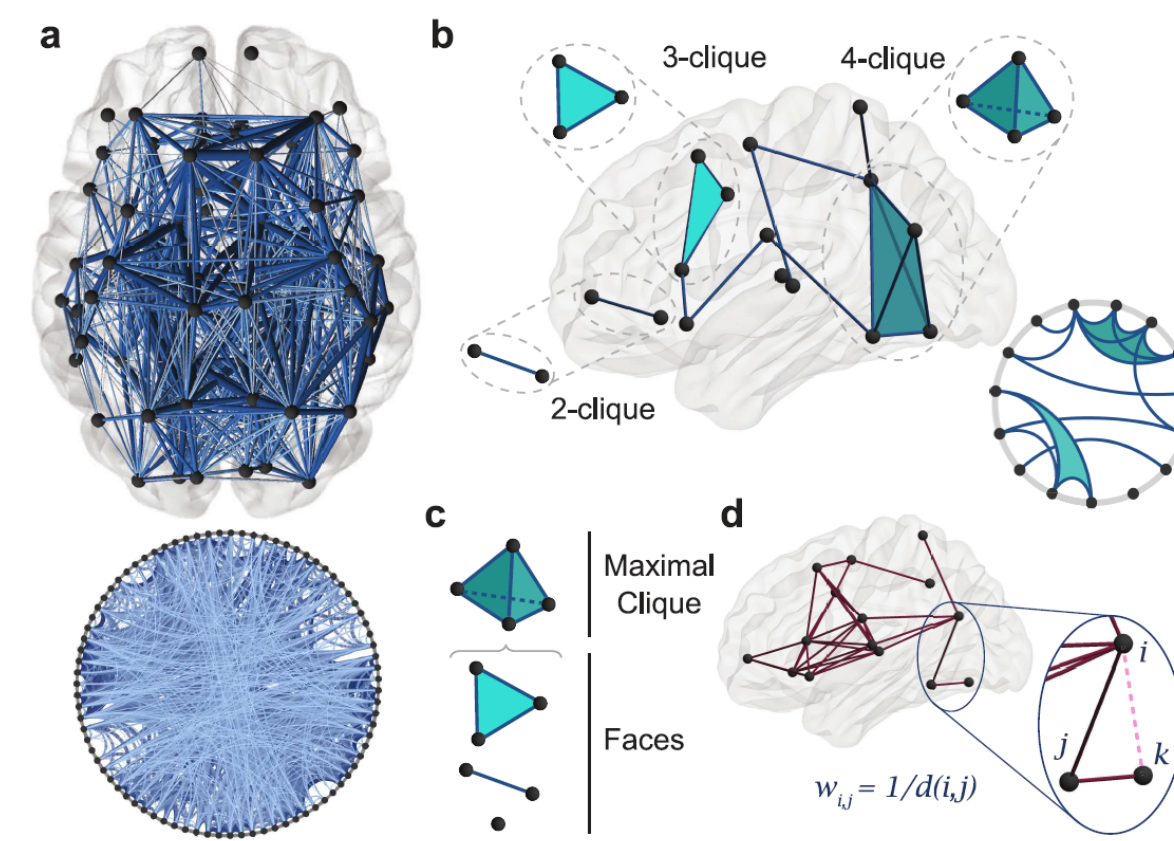 a
b
3-clique
4-clique
2-clique
c
Maximal
Clique
Faces
d
i
j
k
w_{i,j} = 1/d(i,j)